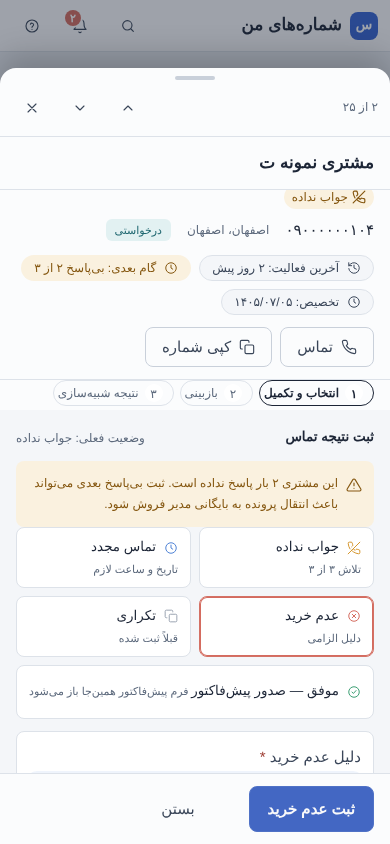 س شماره‌های من ۲
۲ از ۲۵
مشتری نمونه ت
جواب نداده
۰۹۰۰۰۰۰۰۱۰۴ اصفهان، اصفهان درخواستی
آخرین فعالیت: ۲ روز پیش گام بعدی: بی‌پاسخ ۲ از ۳
تخصیص: ۱۴۰۵/۰۷/۰۵
تماس کپی شماره
۱ انتخاب و تکمیل ۲ بازبینی ۳ نتیجه شبیه‌سازی
ثبت نتیجه تماس وضعیت فعلی: جواب نداده
این مشتری ۲ بار پاسخ نداده است. ثبت بی‌پاسخ بعدی می‌تواند
باعث انتقال پرونده به بایگانی مدیر فروش شود.
جواب نداده تماس مجدد
تلاش ۳ از ۳ تاریخ و ساعت لازم
عدم خرید تکراری
دلیل الزامی قبلاً ثبت شده
موفق — صدور پیش‌فاکتور فرم پیش‌فاکتور همین‌جا باز می‌شود
دلیل عدم خرید *
ثبت عدم خرید بستن